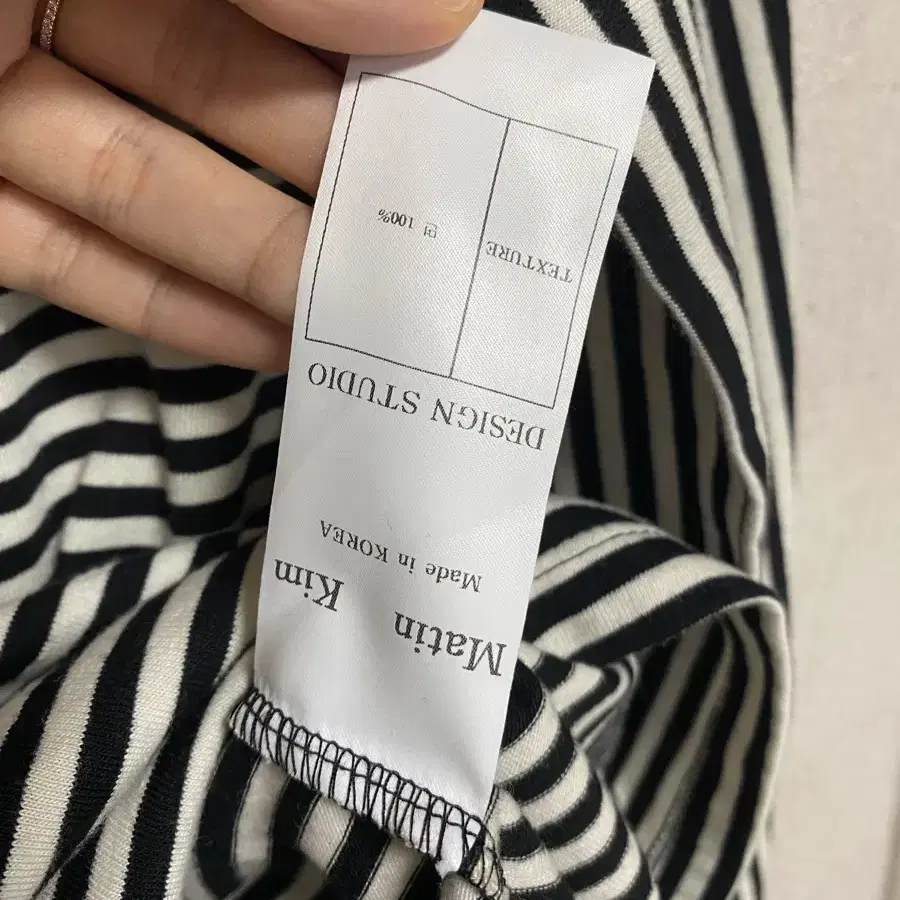 Matin Kim
Made in KOREA
DESIGN STUDIO
TEXTURE 면 100%